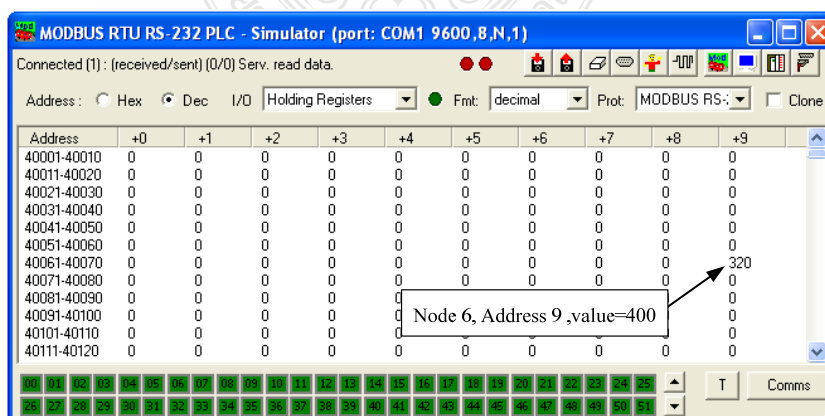 MODBUS RTU RS-232 PLC - Simulator (port: COM1 9600,8,N,1)
Connected (1) : (received/sent) (0/0) Serv. read data.
Address : Hex Dec I/O Holding Registers Fmt: decimal Prot: MODBUS RS-: Clone
Address +0 +1 +2 +3 +4 +5 +6 +7 +8 +9
40001-40010 0 0 0 0 0 0 0 0 0 0
40011-40020 0 0 0 0 0 0 0 0 0 0
40021-40030 0 0 0 0 0 0 0 0 0 0
40031-40040 0 0 0 0 0 0 0 0 0 0
40041-40050 0 0 0 0 0 0 0 0 0 0
40051-40060 0 0 0 0 0 0 0 0 0 0
40061-40070 0 0 0 0 0 0 0 0 0 320
40071-40080 0 0 0 0 0 0 0 0 0 0
40081-40090 0 0 0 0 0
40091-40100 0 0 0 0 0
Node 6, Address 9 ,value=400
40101-40110 0 0 0 0 0
40111-40120 0 0 0 0 0 0 0 0 0 0
00 01 02 03 04 05 06 07 08 09 10 11 12 13 14 15 16 17 18 19 20 21 22 23 24 25 T Comms
26 27 28 29 30 31 32 33 34 35 36 37 38 39 40 41 42 43 44 45 46 47 48 49 50 51